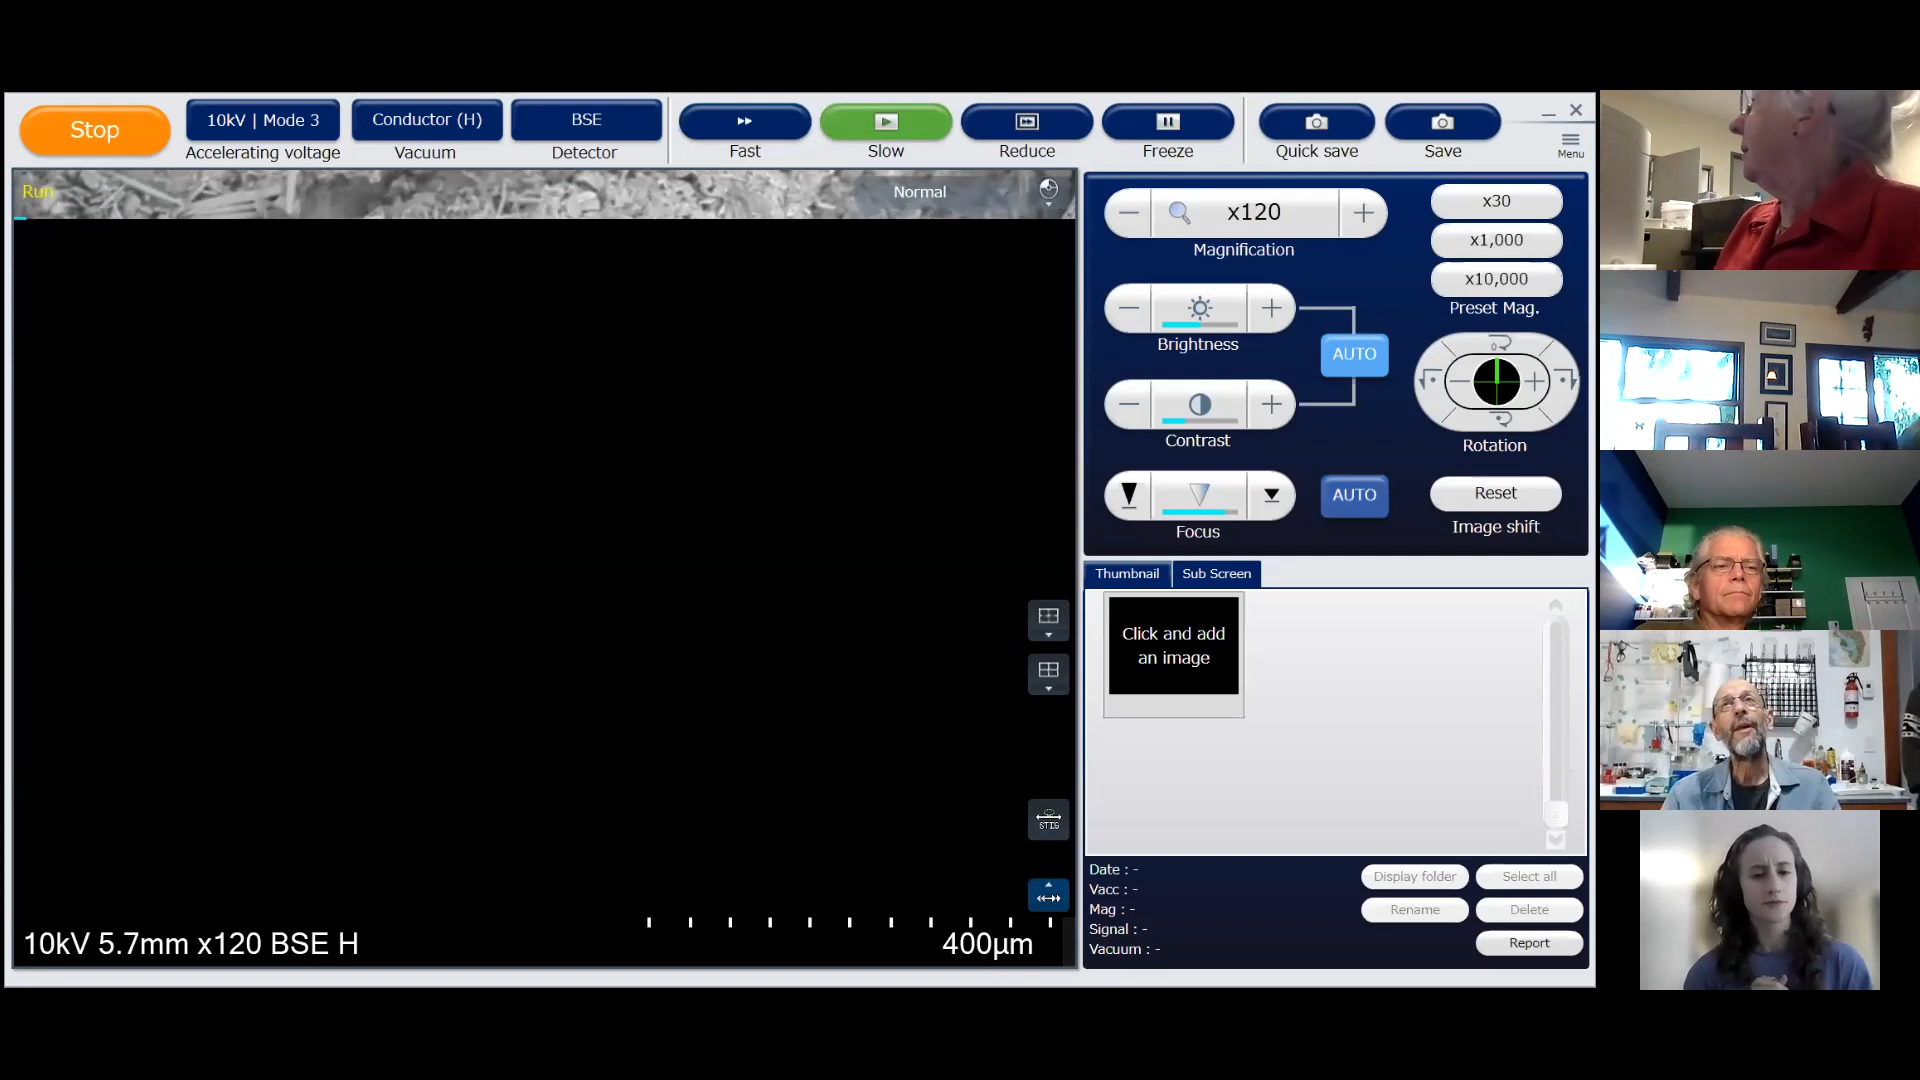 Stop
10kV | Mode 3
Accelerating voltage
Conductor (H)
Vacuum
BSE
Detector
Fast
Slow
Reduce
Freeze
Quick save
Save
Menu
Run
Normal
x120
Magnification
x30
x1,000
x10,000
Preset Mag.
Brightness
AUTO
Contrast
0
Rotation
Focus
AUTO
Reset
Image shift
Thumbnail
Sub Screen
Click and add
an image
STIG
10kV 5.7mm x120 BSE H
400µm
Date : -
Vacc : -
Mag : -
Signal : -
Vacuum : -
Display folder
Select all
Rename
Delete
Report